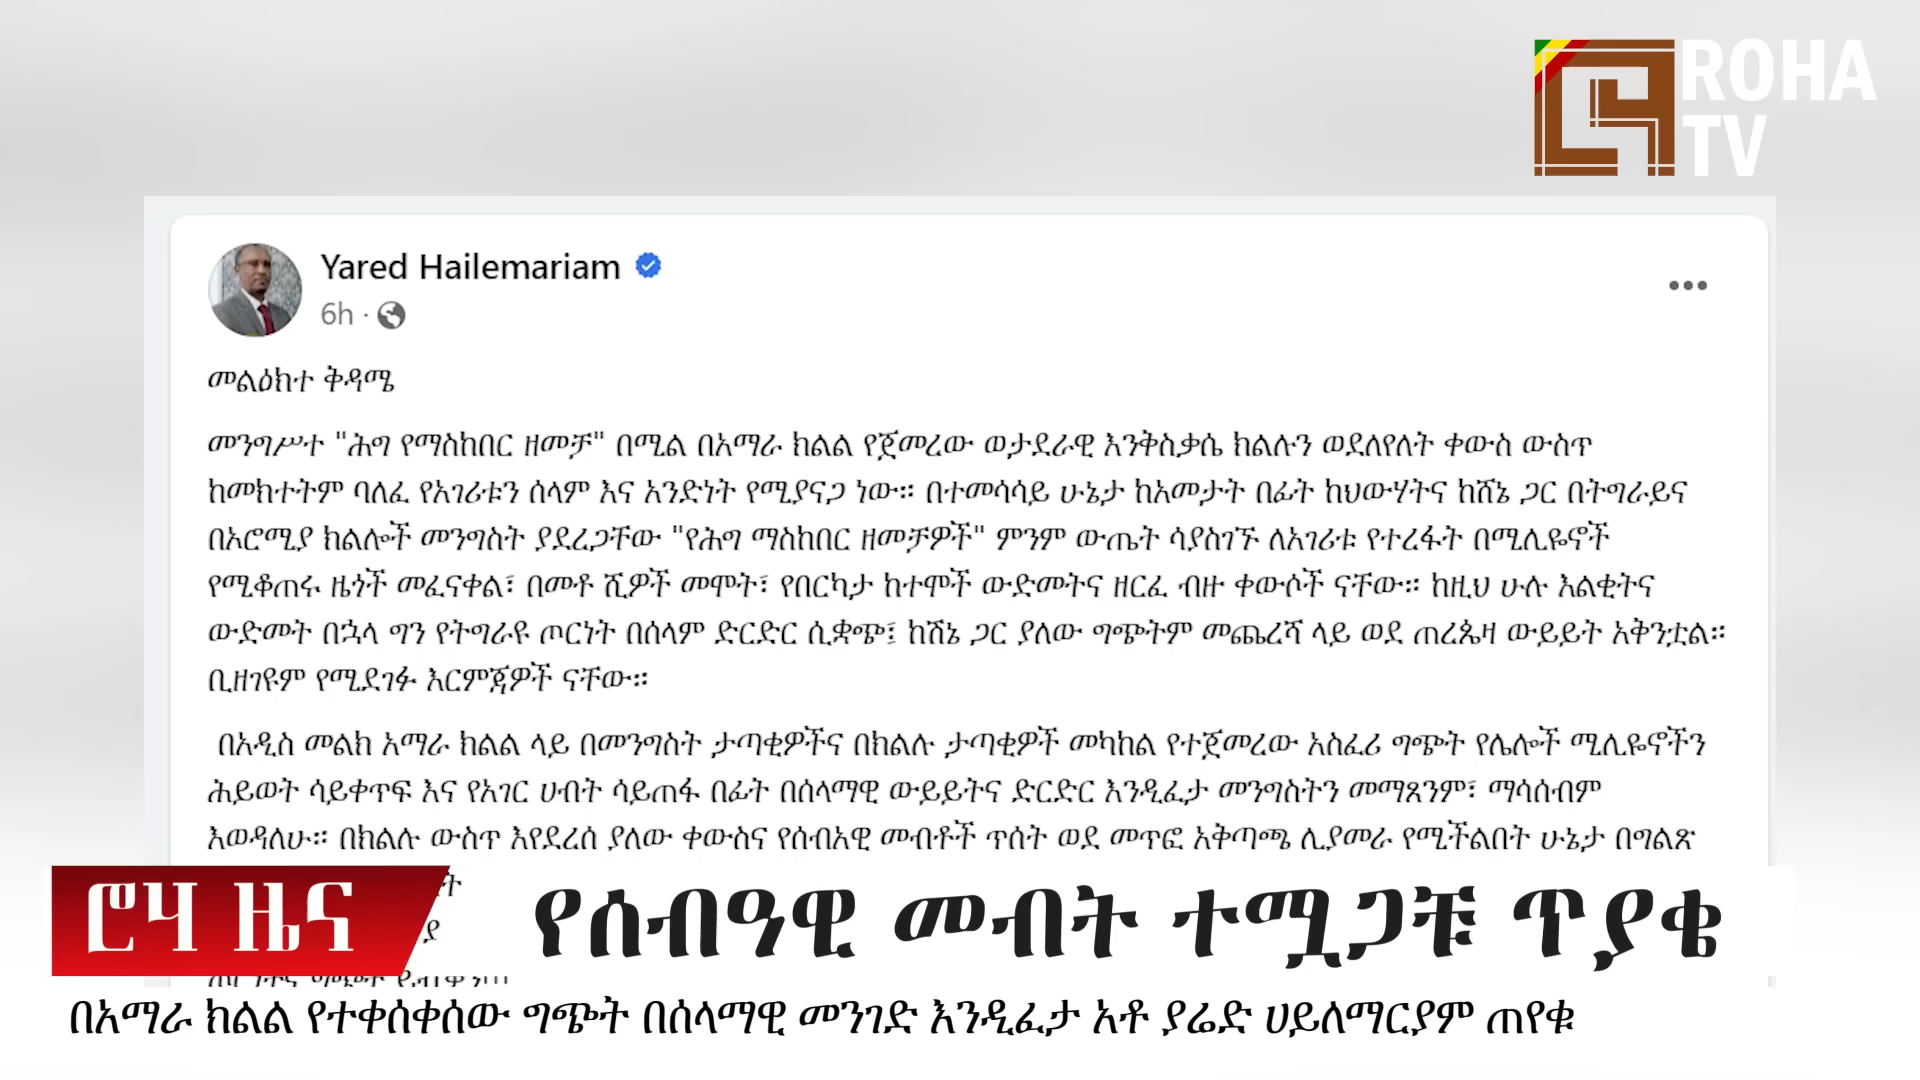 ROHA
TV
Yared Hailemariam
6h ·
መልዕክተ ቅዳሜ
መንግሥተ "ሕግ የማስከበር ዘመቻ" በሚል በአማራ ክልል የጀመረው ወታደራዊ እንቅስቃሴ ክልሉን ወደለየለት ቀውስ ውስጥ
ከመክተትም ባለፈ የአገሪቱን ሰላም እና አንድነት የሚያናጋ ነው። በተመሳሳይ ሁኔታ ከአመታት በፊት ከህውሃትና ከሸኔ ጋር በትግራይና
በኦሮሚያ ክልሎች መንግስት ያደረጋቸው "የሕግ ማስከበር ዘመቻዎች" ምንም ውጤት ሳያስገኙ ለአገሪቱ የተረፋት በሚሊዬኖች
የሚቆጠሩ ዜጎች መፈናቀል፣ በመቶ ሺዎች መሞት፣ የበርካታ ከተሞች ውድመትና ዘርፈ ብዙ ቀውሶች ናቸው። ከዚህ ሁሉ እልቂትና
ውድመት በኋላ ግን የትግራዩ ጦርነት በሰላም ድርድር ሲቋጭ፤ ከሸኔ ጋር ያለው ግጭትም መጨረሻ ላይ ወደ ጠረጴዛ ውይይት አቅንቷል።
ቢዘገዩም የሚደገፉ እርምጃዎች ናቸው።
በአዲስ መልክ አማራ ክልል ላይ በመንግስት ታጣቂዎችና በክልሉ ታጣቂዎች መካከል የተጀመረው አስፈሪ ግጭት የሌሎች ሚሊዬኖችን
ሕይወት ሳይቀጥፍ እና የአገር ሀብት ሳይጠፋ በፊት በሰላማዊ ውይይትና ድርድር እንዲፈታ መንግስትን መማጸንም፣ ማሳሰብም
እወዳለሁ። በክልሉ ውስጥ እየደረሰ ያለው ቀውስና የሰብአዊ መብቶች ጥሰት ወደ መጥፎ አቅጣጫ ሊያመራ የሚችልበት ሁኔታ በግልጽ
ሮሃ ዜና
የሰብዓዊ መብት ተሟጋቹ ጥያቄ
በአማራ ክልል የተቀሰቀሰው ግጭት በሰላማዊ መንገድ እንዲፈታ አቶ ያሬድ ሀይለማርያም ጠየቁ